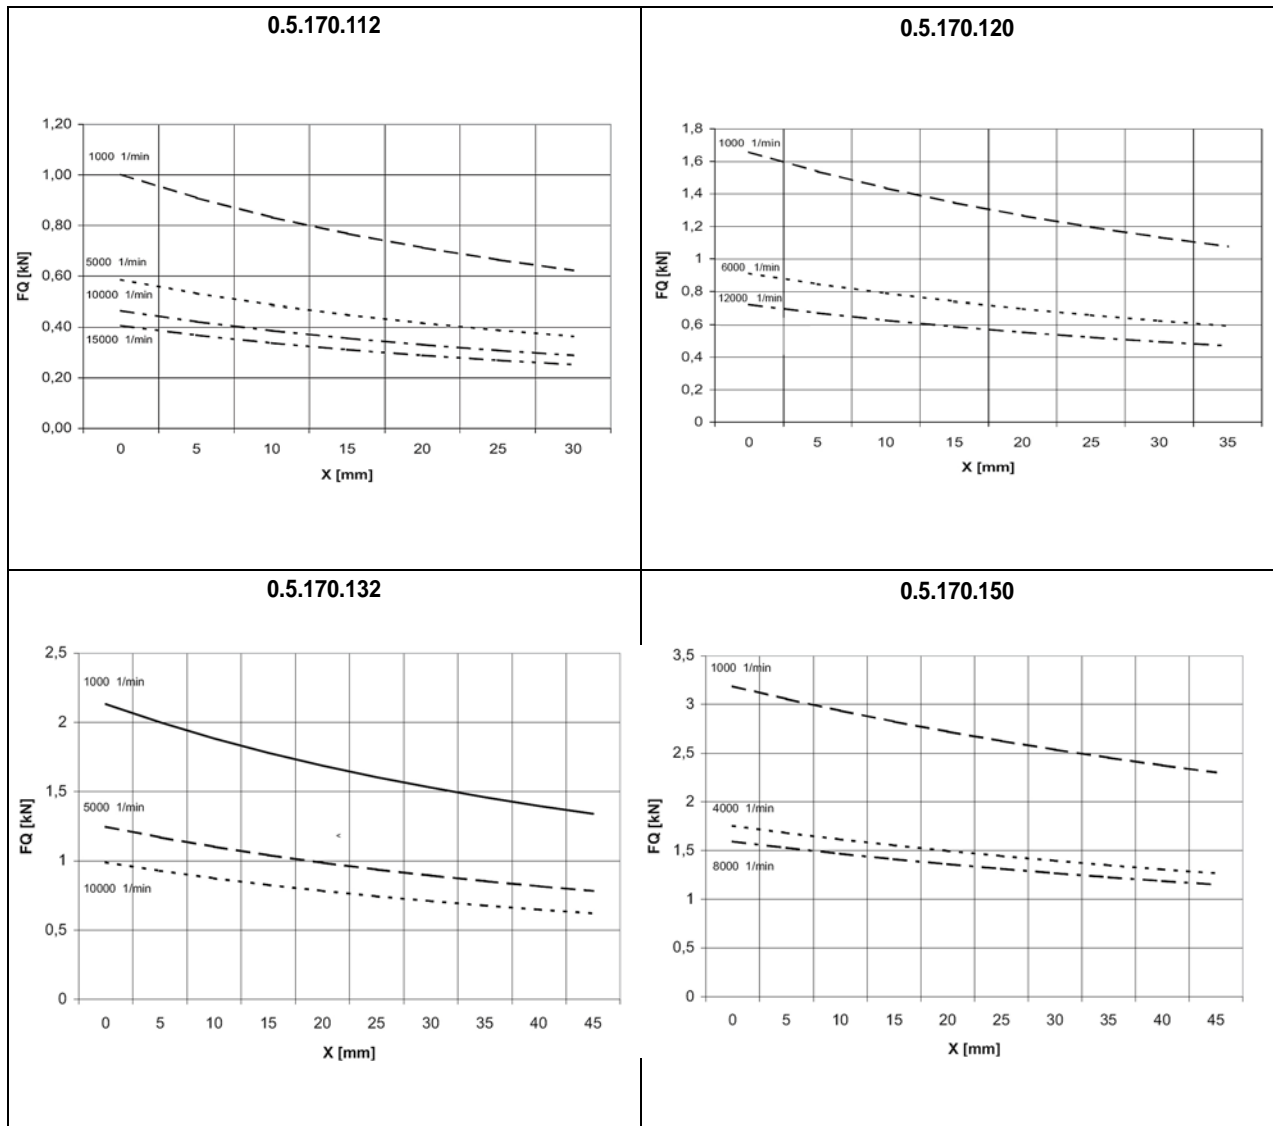 0.5.170.112
1,20
1,00
0,80
0,60
0,40
0,20
0,00
FQ [kN]
1000 1/min
5000 1/min
10000 1/min
15000 1/min
0 5 10 15 20 25 30
X [mm]
0.5.170.120
1,8
1,6
1,4
1,2
1
0,8
0,6
0,4
0,2
0
FQ [kN]
1000 1/min
6000 1/min
12000 1/min
0 5 10 15 20 25 30 35
X [mm]
0.5.170.132
2,5
2
1,5
1
0,5
0
FQ [kN]
1000 1/min
5000 1/min
<
10000 1/min
0 5 10 15 20 25 30 35 40 45
X [mm]
0.5.170.150
3,5
3
2,5
2
1,5
1
0,5
0
FQ [kN]
1000 1/min
4000 1/min
8000 1/min
0 5 10 15 20 25 30 35 40 45
X [mm]